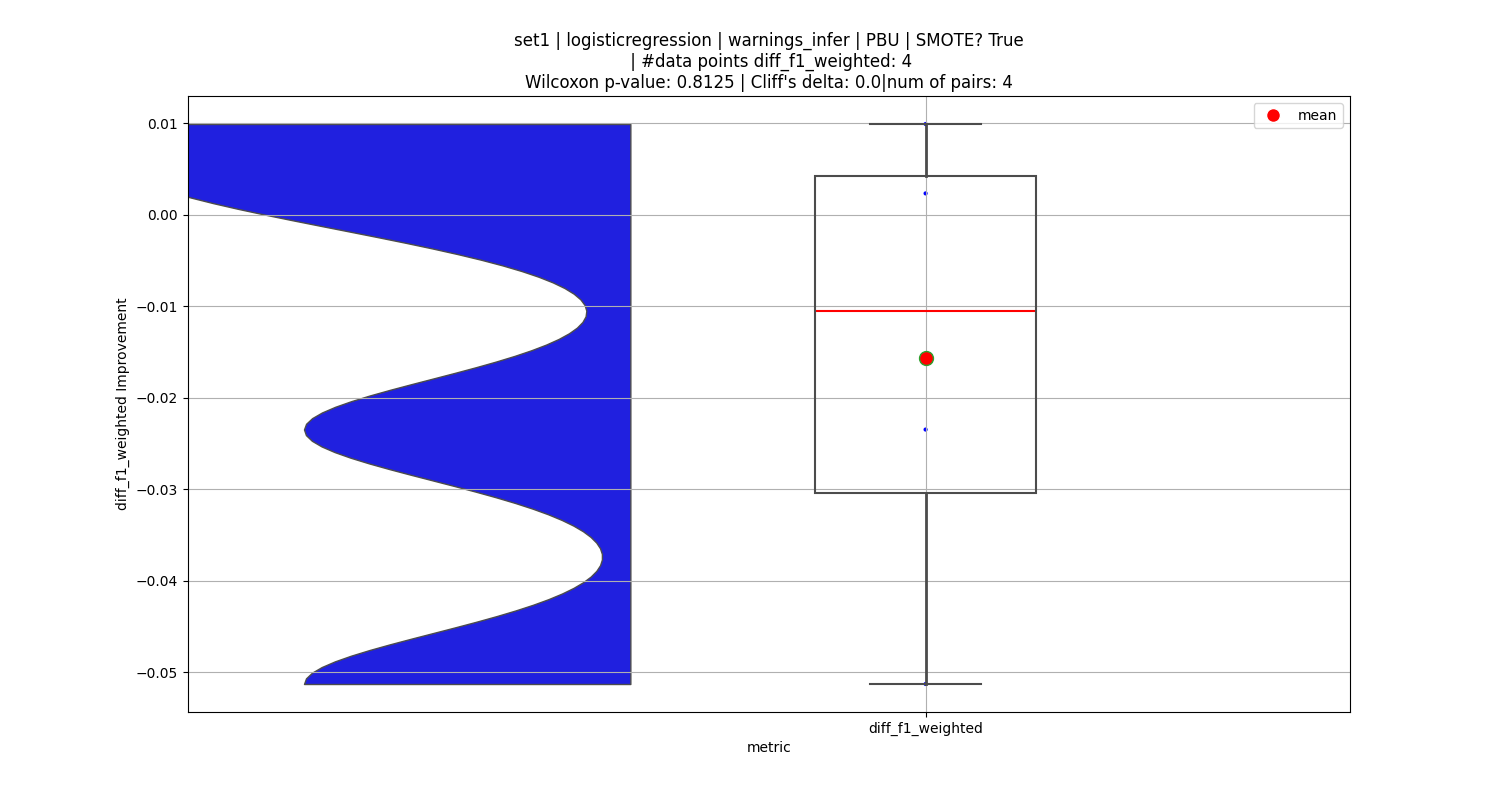 set1 | logisticregression | warnings_infer | PBU | SMOTE? True
| #data points diff_f1_weighted: 4
Wilcoxon p-value: 0.8125 | Cliff's delta: 0.0|num of pairs: 4
mean
0.01
0.00
−0.01
−0.02
−0.03
−0.04
−0.05
diff_f1_weighted Improvement
diff_f1_weighted
metric